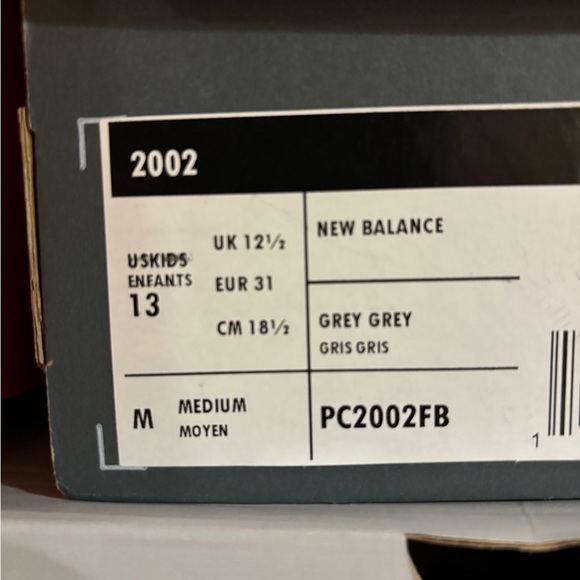 2002
USKIDS
ENFANTS
13
UK 12½
EUR 31
CM 18½
NEW BALANCE
GREY GREY
GRIS GRIS
M
MEDIUM
MOYEN
PC2002FB
1